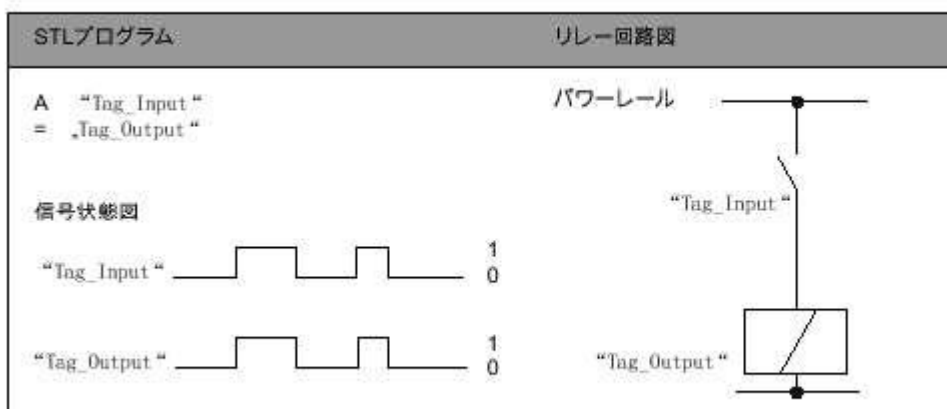 STLプログラム
リレー回路図
A “Tag_Input“
= „Tag_Output“
信号状態図
“Tag_Input“
1
0
“Tag_Output“
1
0
パワーレール
“Tag_Input“
“Tag_Output“